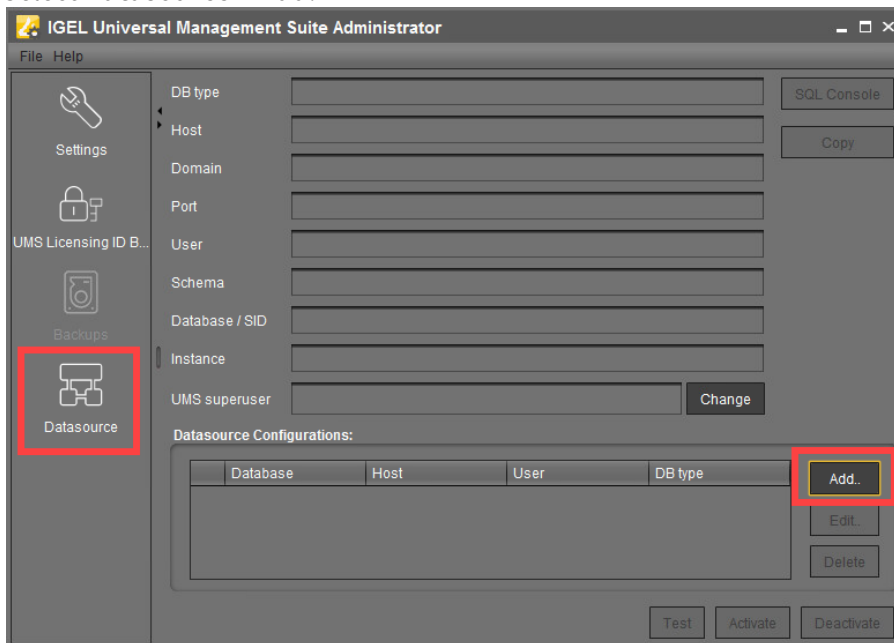 IGEL Universal Management Suite Administrator
File Help
Settings
UMS Licensing ID B...
Backups
Datasource
DB type
Host
Domain
Port
User
Schema
Database / SID
Instance
UMS superuser
Change
SQL Console
Copy
Datasource Configurations:
Database Host User DB type
Add..
Edit..
Delete
Test Activate Deactivate